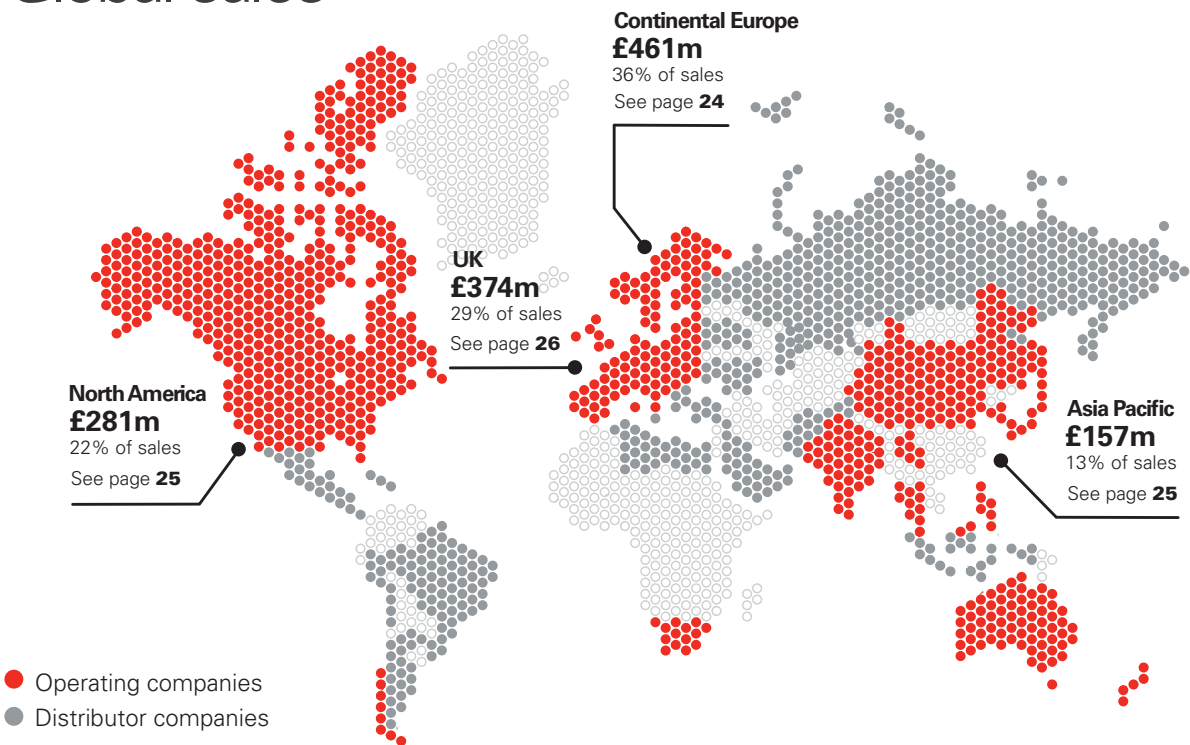 Global sales
Continental Europe
£461m
36% of sales
See page 24
UK
£374m
29% of sales
See page 26
North America
£281m
22% of sales
See page 25
Asia Pacific
£157m
13% of sales
See page 25
Operating companies
Distributor companies